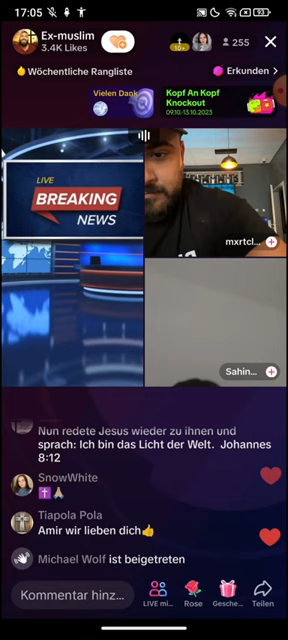 17:05
93
Ex-muslim
3.4K Likes
10+
255
Wöchentliche Rangliste
Erkunden >
Vielen Dank
Kopf An Kopf
Knockout
09.10-13.10.2023
LIVE
BREAKING
NEWS
mxrtcl...
Sahin...
Nun redete Jesus wieder zu ihnen und
sprach: Ich bin das Licht der Welt. Johannes
8:12
SnowWhite
✝️🙏🏽
Tiapola Pola
Amir wir lieben dich👍
Michael Wolf ist beigetreten
Kommentar hinz...
LIVE mi...
Rose
Gesche...
Teilen